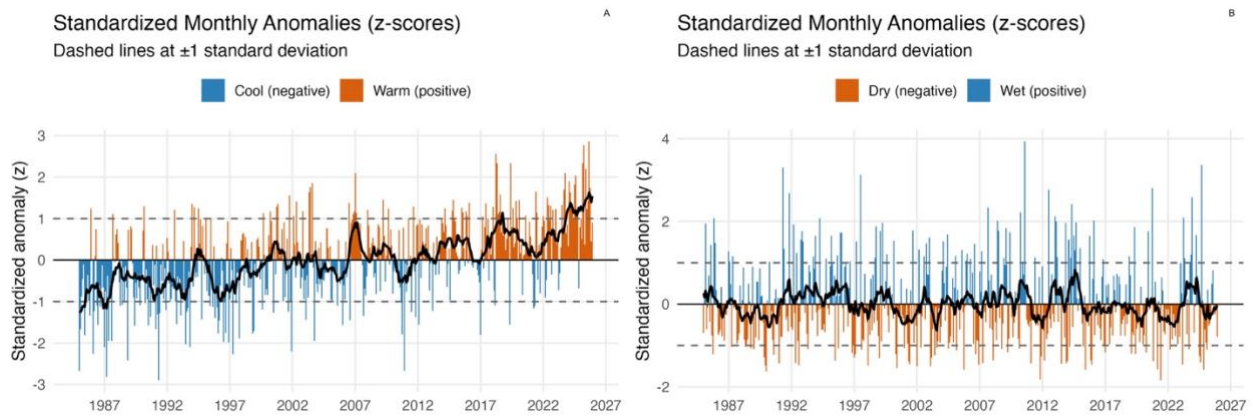 Standardized Monthly Anomalies (z-scores) A
Dashed lines at ±1 standard deviation
Cool (negative) Warm (positive)
Standardized anomaly (z)
3
2
1
0
-1
-2
-3
1987 1992 1997 2002 2007 2012 2017 2022 2027
Standardized Monthly Anomalies (z-scores) B
Dashed lines at ±1 standard deviation
Dry (negative) Wet (positive)
Standardized anomaly (z)
4
2
0
-2
1987 1992 1997 2002 2007 2012 2017 2022 2027